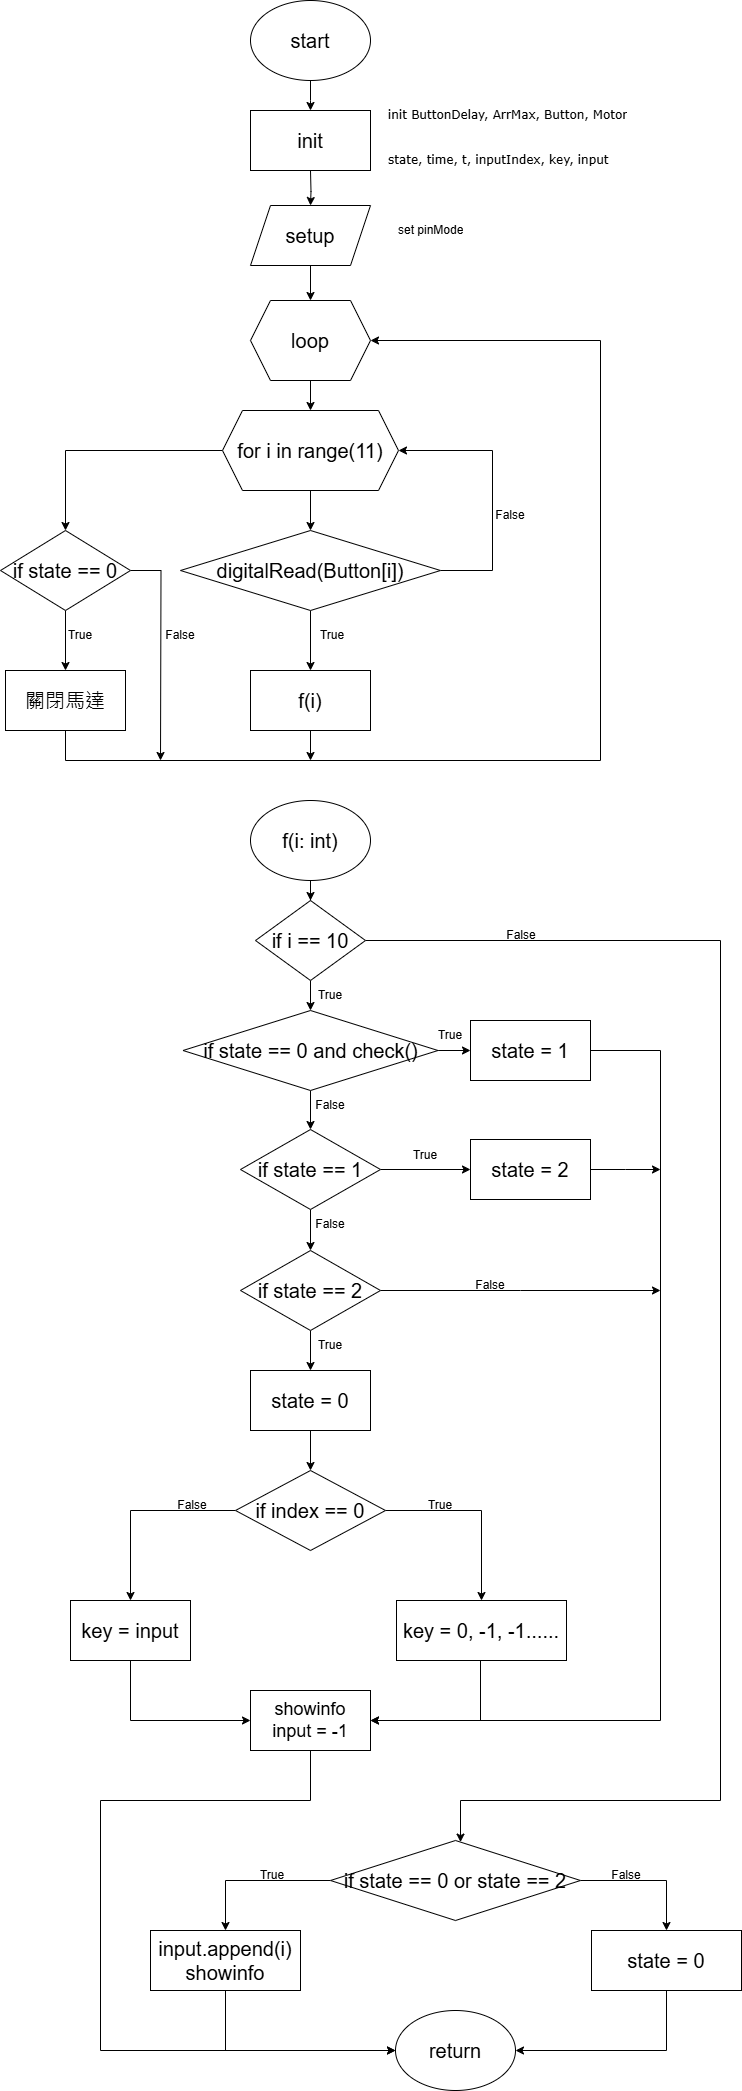 start
init
init ButtonDelay, ArrMax, Button, Motor
state, time, t, inputIndex, key, input
setup
set pinMode
loop
for i in range(11)
False
if state == 0
digitalRead(Button[i])
True
False
True
關閉馬達
f(i)
f(i: int)
if i == 10
False
True
if state == 0 and check()
True
state = 1
False
if state == 1
True
state = 2
False
if state == 2
False
True
state = 0
if index == 0
False
True
key = input
key = 0, -1, -1......
showinfo
input = -1
if state == 0 or state == 2
True
False
input.append(i)
showinfo
state = 0
return